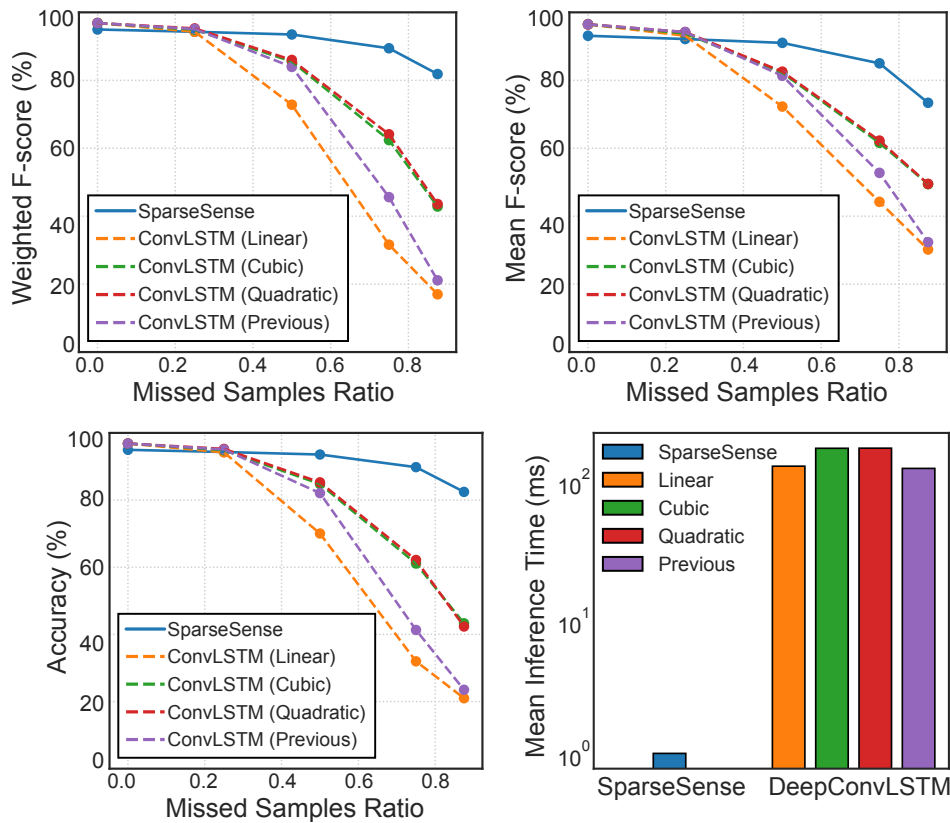 Weighted F-score (%)
100
80
60
40
20
0
SparseSense
ConvLSTM (Linear)
ConvLSTM (Cubic)
ConvLSTM (Quadratic)
ConvLSTM (Previous)
0.0 0.2 0.4 0.6 0.8
Missed Samples Ratio
Mean F-score (%)
100
80
60
40
20
0
SparseSense
ConvLSTM (Linear)
ConvLSTM (Cubic)
ConvLSTM (Quadratic)
ConvLSTM (Previous)
0.0 0.2 0.4 0.6 0.8
Missed Samples Ratio
Accuracy (%)
100
80
60
40
20
0
SparseSense
ConvLSTM (Linear)
ConvLSTM (Cubic)
ConvLSTM (Quadratic)
ConvLSTM (Previous)
0.0 0.2 0.4 0.6 0.8
Missed Samples Ratio
Mean Inference Time (ms)
10²
10¹
10⁰
SparseSense
Linear
Cubic
Quadratic
Previous
SparseSense DeepConvLSTM